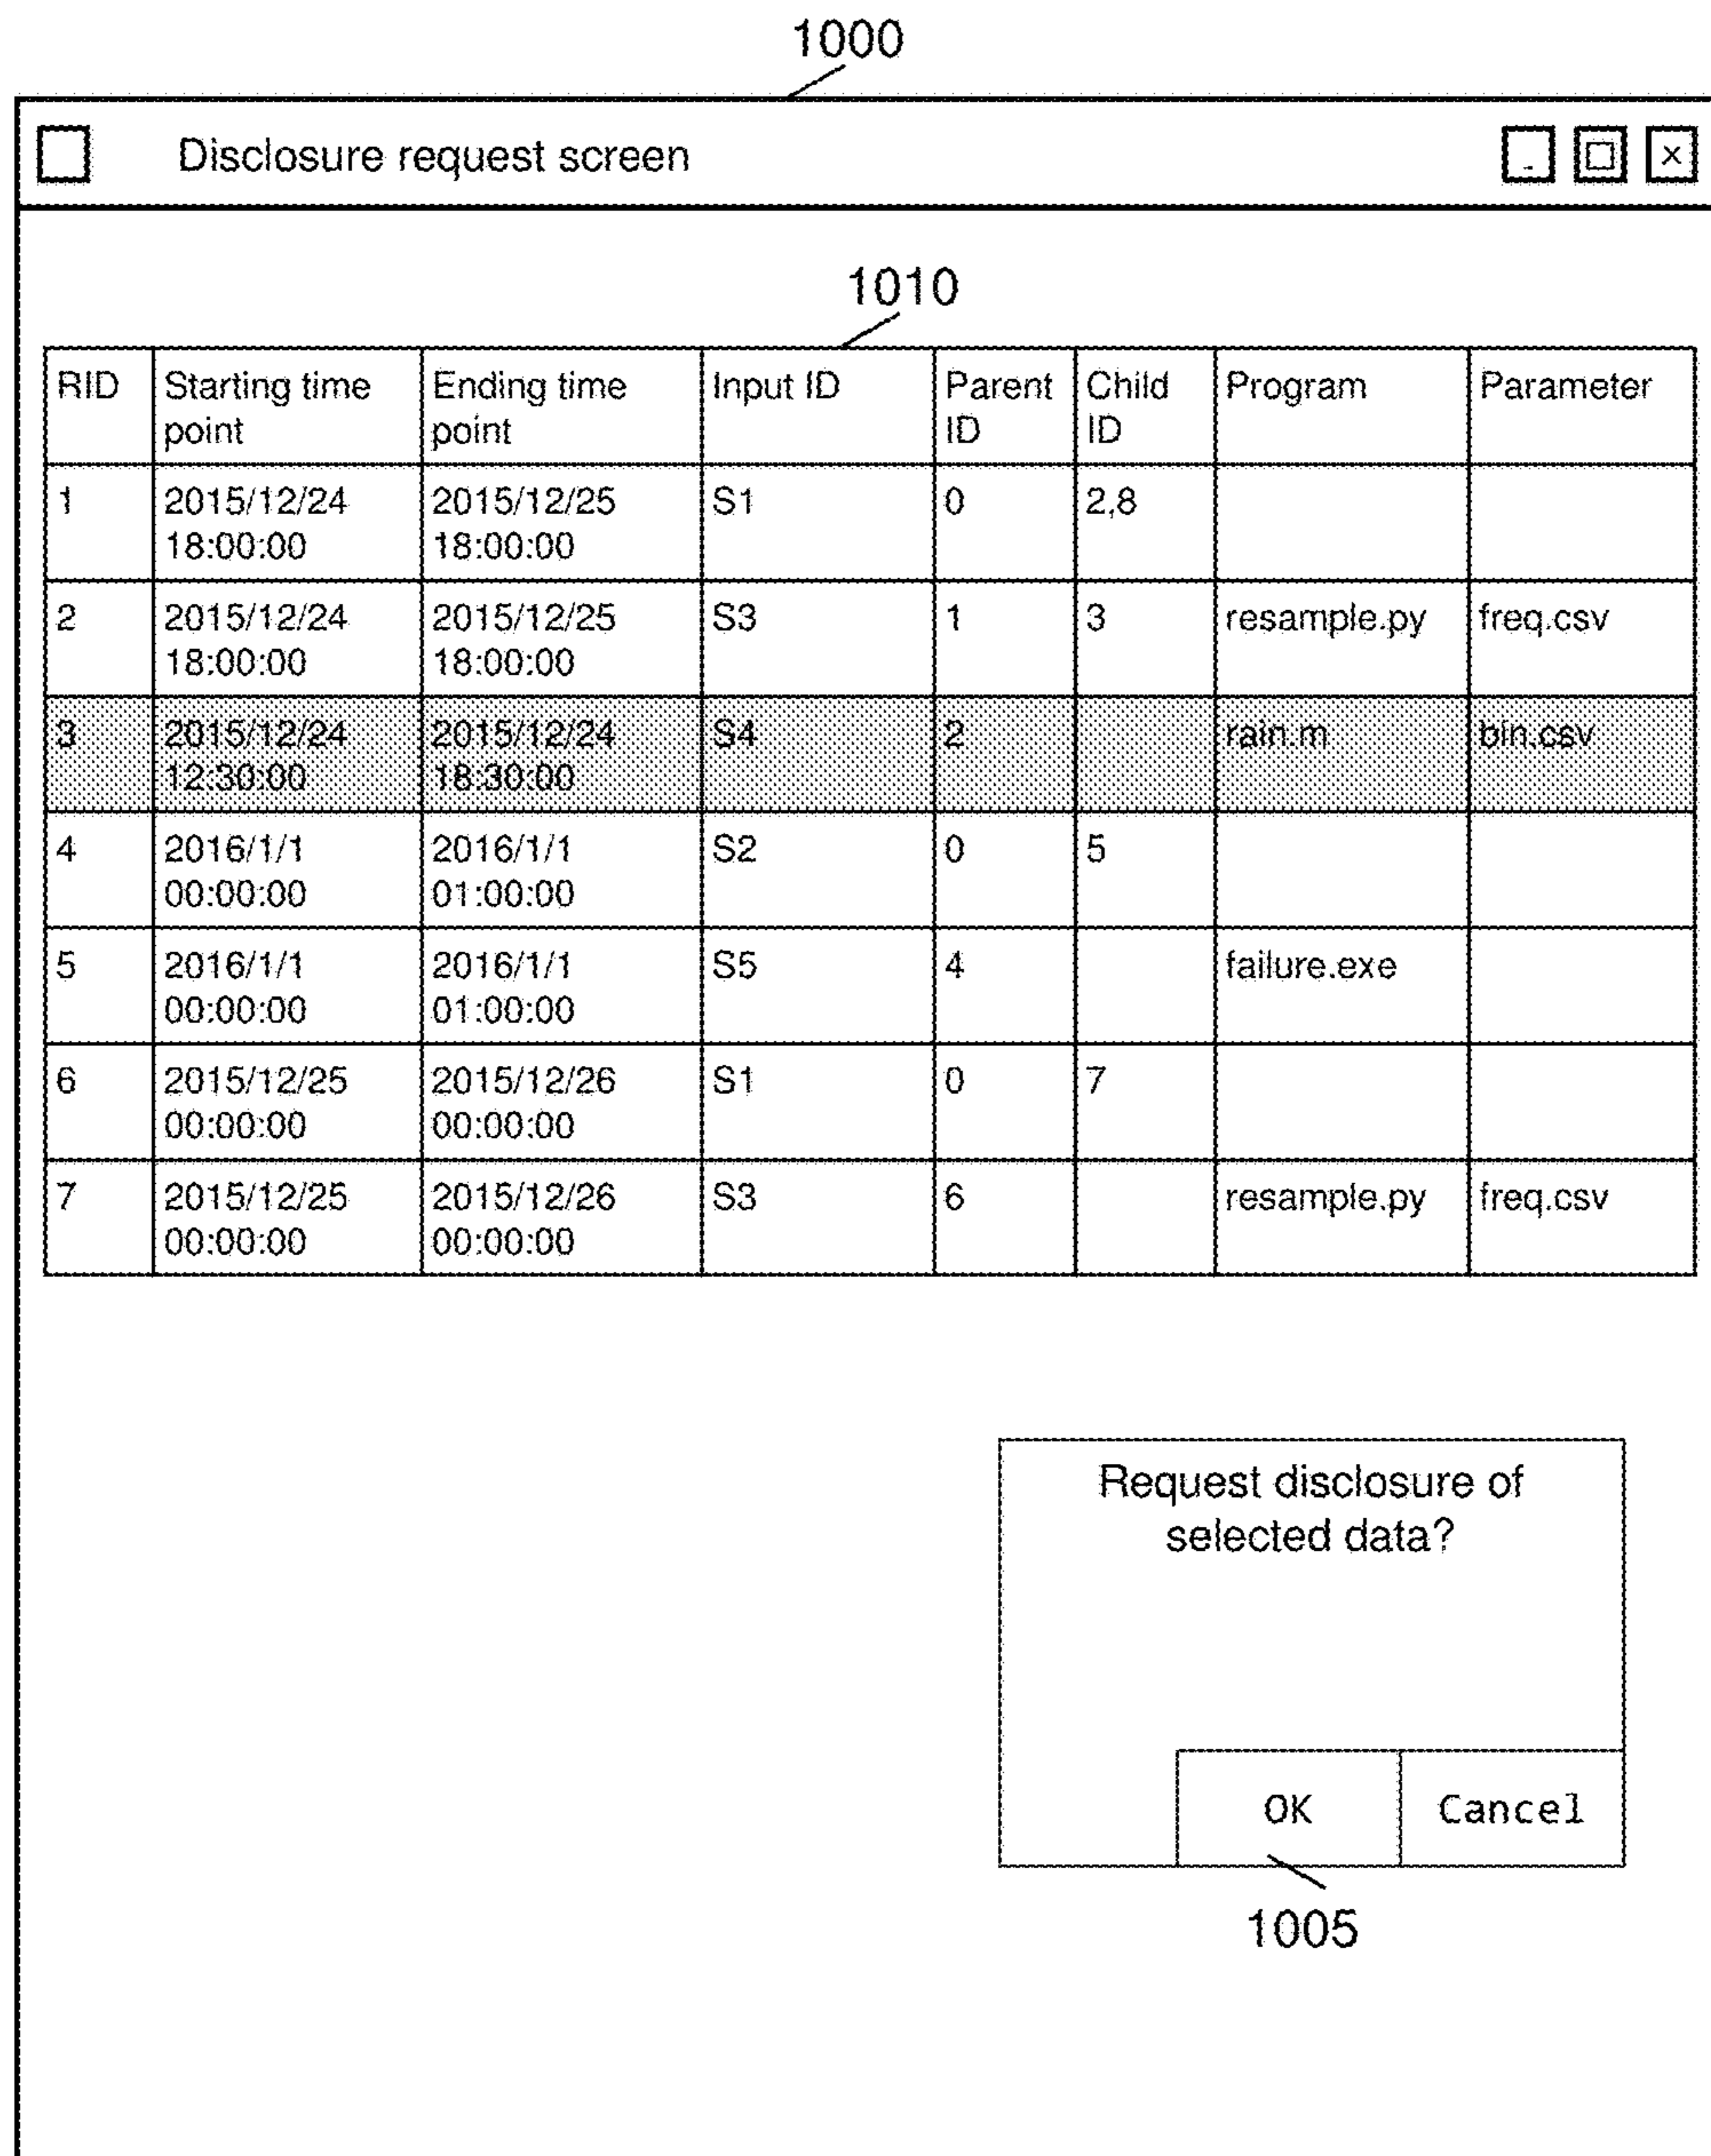 1000
Disclosure request screen
1010
RID Starting time point Ending time point Input ID Parent ID Child ID Program Parameter
1 2015/12/24 18:00:00 2015/12/25 18:00:00 S1 0 2,8
2 2015/12/24 18:00:00 2015/12/25 18:00:00 S3 1 3 resample.py freq.csv
3 2015/12/24 12:30:00 2015/12/24 18:30:00 S4 2 rain.m bin.csv
4 2016/1/1 00:00:00 2016/1/1 01:00:00 S2 0 5
5 2016/1/1 00:00:00 2016/1/1 01:00:00 S5 4 failure.exe
6 2015/12/25 00:00:00 2015/12/26 00:00:00 S1 0 7
7 2015/12/25 00:00:00 2015/12/26 00:00:00 S3 6 resample.py freq.csv
Request disclosure of
selected data?
OK Cancel
1005